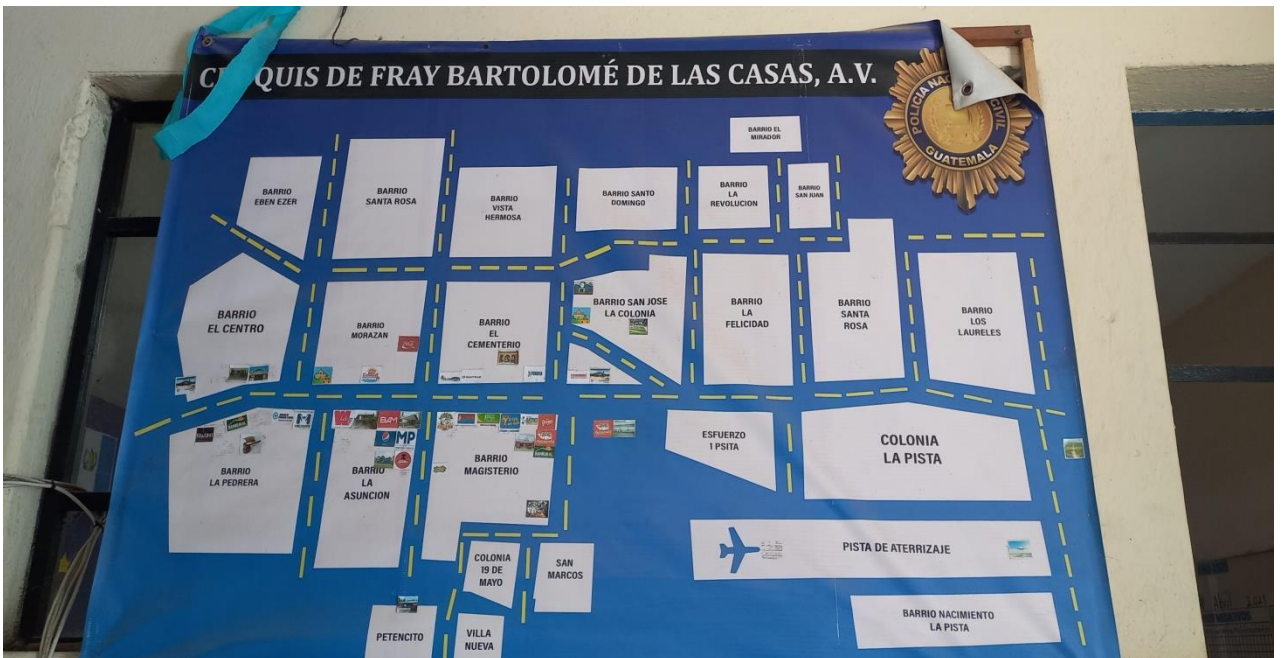 CROQUIS DE FRAY BARTOLOMÉ DE LAS CASAS, A.V.
POLICIA NACIONAL CIVIL
GUATEMALA
BARRIO EL
MIRADOR
BARRIO
EBEN EZER
BARRIO
SANTA ROSA
BARRIO
VISTA
HERMOSA
BARRIO SANTO
DOMINGO
BARRIO
LA
REVOLUCION
BARRIO
SAN JUAN
BARRIO
EL CENTRO
BARRIO
MORAZAN
BARRIO
EL
CEMENTERIO
BARRIO SAN JOSE
LA COLONIA
BARRIO
LA
FELICIDAD
BARRIO
SANTA
ROSA
BARRIO
LOS
LAURELES
BARRIO
LA PEDRERA
BAM
MP
BARRIO
LA
ASUNCION
BARRIO
MAGISTERIO
ESFUERZO
1 PSITA
COLONIA
LA PISTA
PISTA DE ATERRIZAJE
COLONIA
19 DE
MAYO
SAN
MARCOS
BARRIO NACIMIENTO
LA PISTA
PETENCITO
VILLA
NUEVA